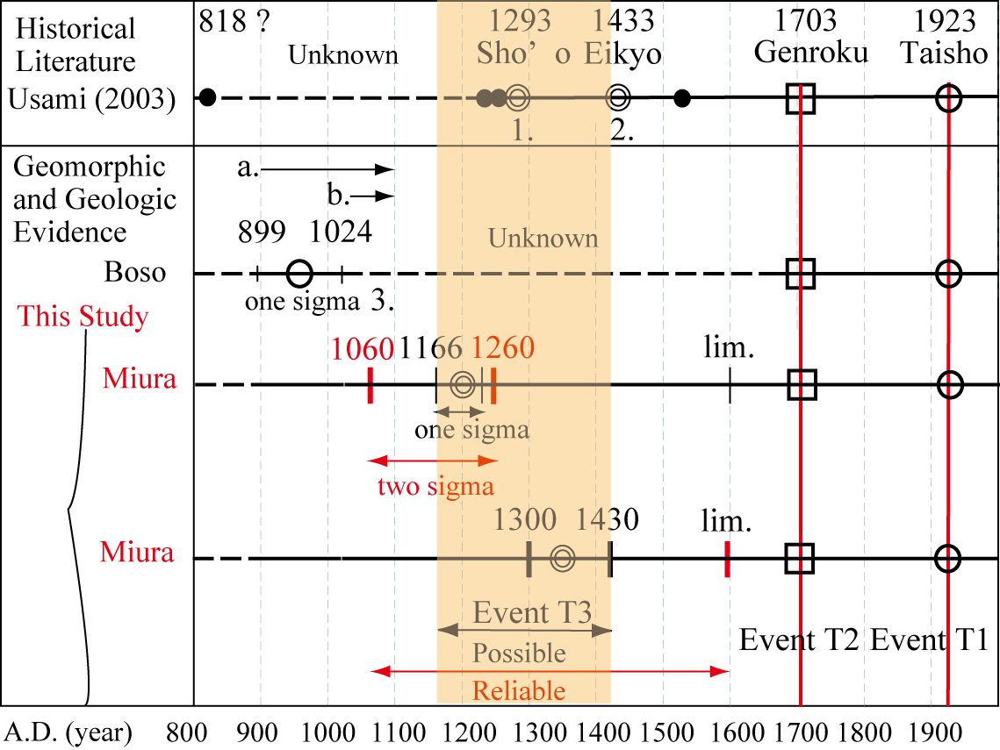 Historical
Literature
Usami (2003)
818 ?
Unknown
1293
Sho' o
1433
Eikyo
1703
Genroku
1923
Taisho
1.
2.
Geomorphic
and Geologic
Evidence
a.
b.
899
1024
Unknown
Boso
one sigma 3.
This Study
Miura
1060
1166
1260
lim.
one sigma
two sigma
Miura
1300
1430
lim.
Event T3
Possible
Reliable
Event T2
Event T1
A.D. (year)
800
900
1000
1100
1200
1300
1400
1500
1600
1700
1800
1900